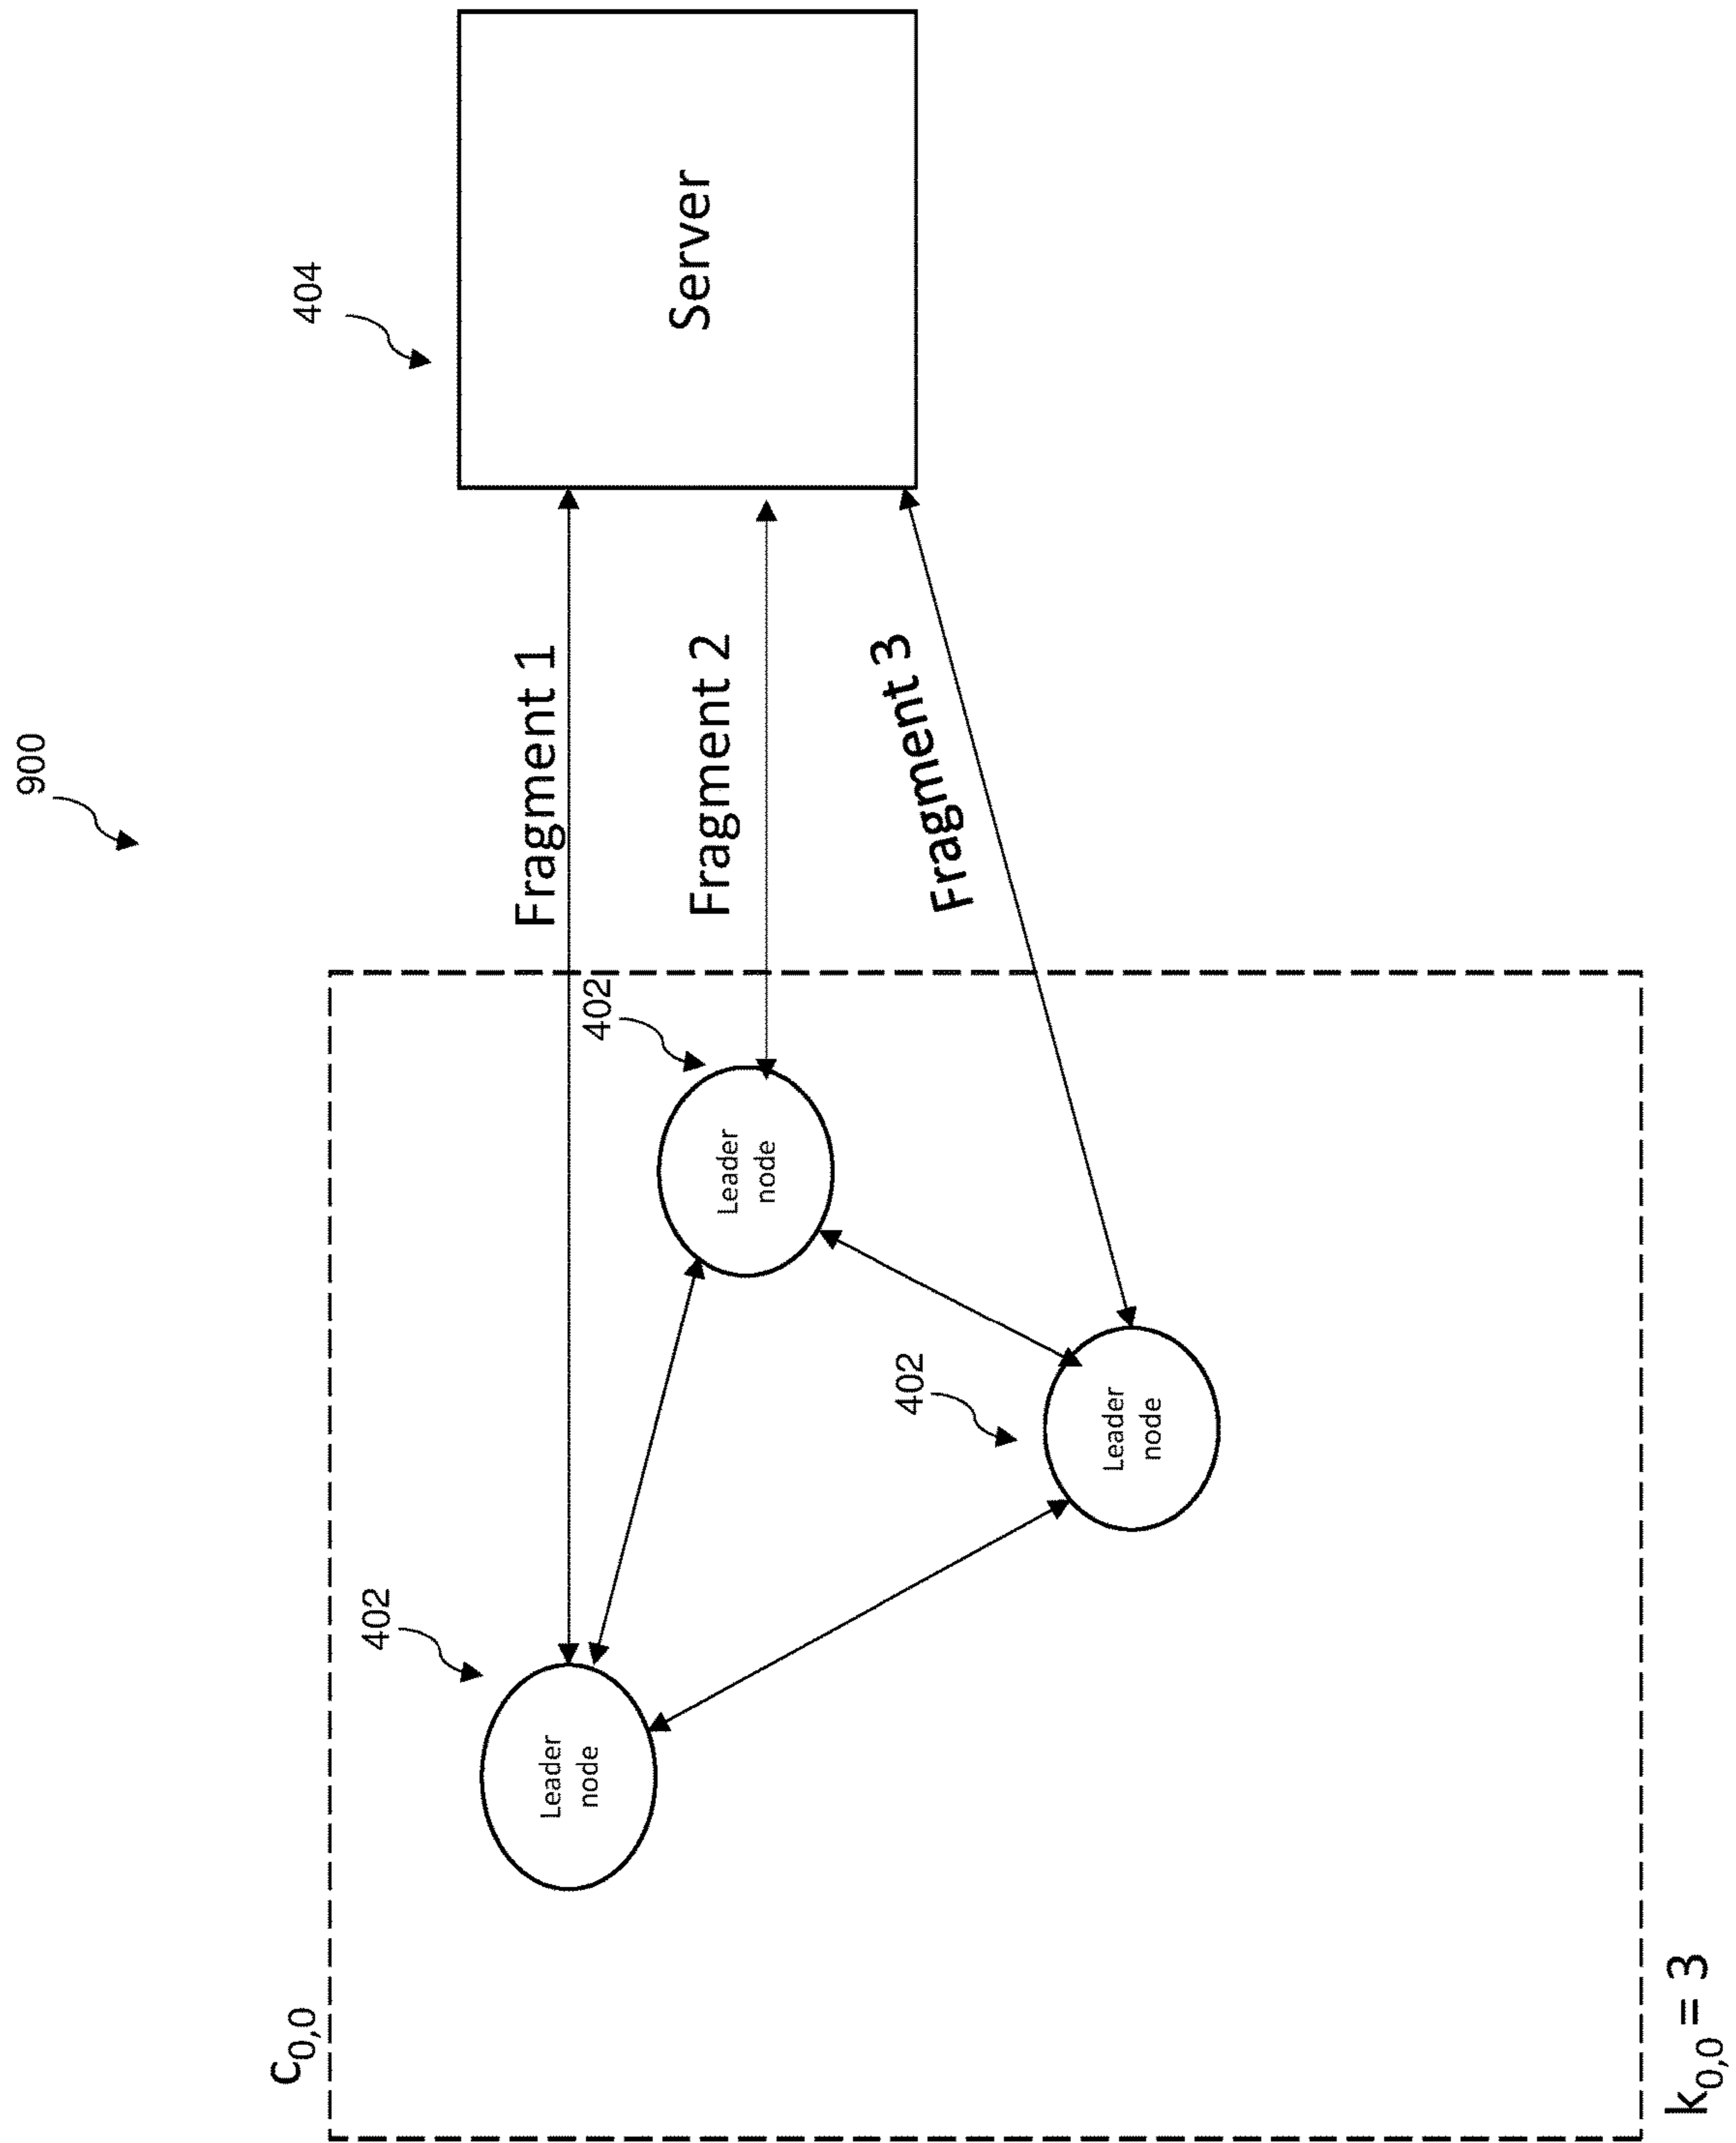 900
404
Server
Fragment 1
Fragment 2
Fragment 3
c0,0
402
Leader
node
402
Leader
node
402
Leader
node
k0,0 = 3